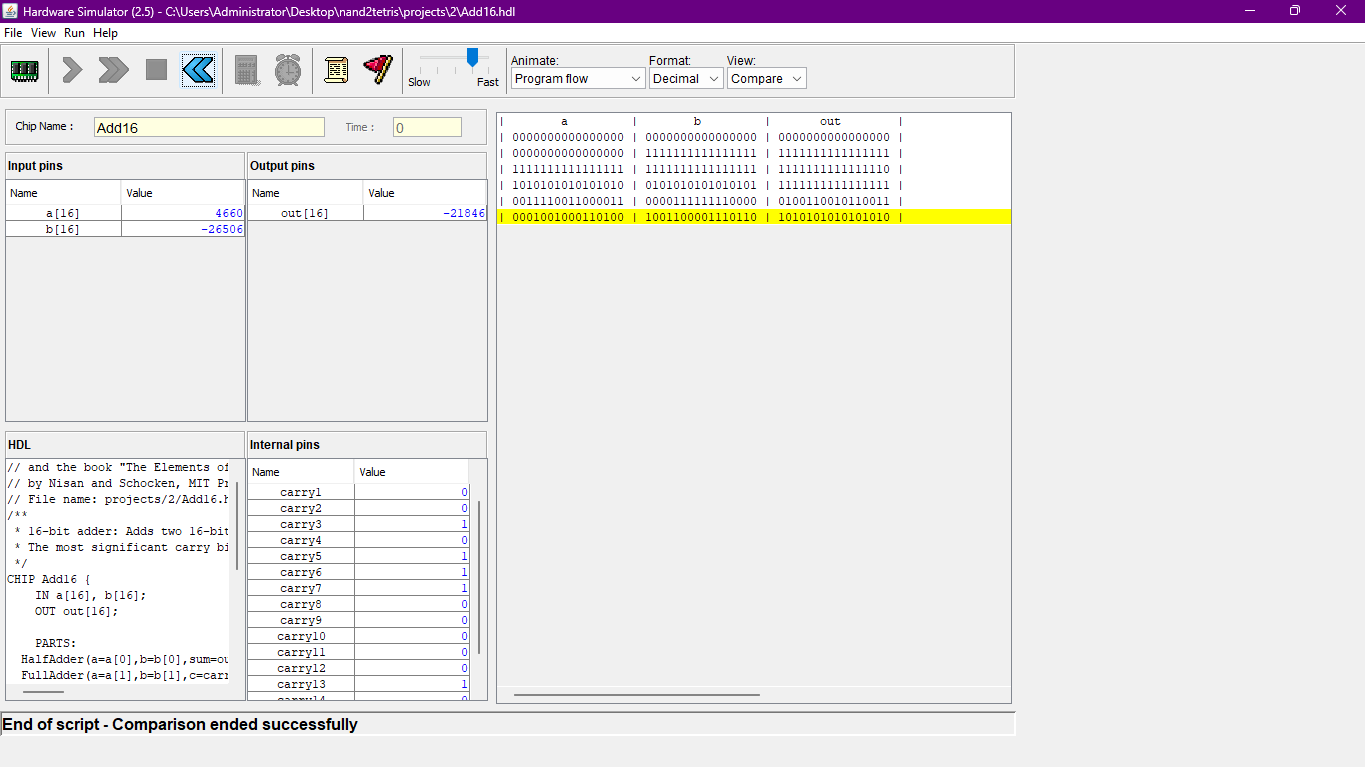 Hardware Simulator (2.5) - C:\Users\Administrator\Desktop\nand2tetris\projects\2\Add16.hdl
File View Run Help
Slow Fast
Animate: Format: View:
Program flow Decimal Compare
Chip Name : Add16 Time : 0
Input pins
Name Value
a[16] 4660
b[16] -26506
Output pins
Name Value
out[16] -21846
HDL
// and the book "The Elements of
// by Nisan and Schocken, MIT Pr
// File name: projects/2/Add16.h
/**
* 16-bit adder: Adds two 16-bit
* The most significant carry bi
*/
CHIP Add16 {
IN a[16], b[16];
OUT out[16];
PARTS:
HalfAdder(a=a[0],b=b[0],sum=ou
FullAdder(a=a[1],b=b[1],c=carr
Internal pins
Name Value
carry1 0
carry2 0
carry3 1
carry4 0
carry5 1
carry6 1
carry7 1
carry8 0
carry9 0
carry10 0
carry11 0
carry12 0
carry13 1
carry14 0
| a | b | out |
| 0000000000000000 | 0000000000000000 | 0000000000000000 |
| 0000000000000000 | 1111111111111111 | 1111111111111111 |
| 1111111111111111 | 1111111111111111 | 1111111111111110 |
| 1010101010101010 | 0101010101010101 | 1111111111111111 |
| 0011110011000011 | 0000111111110000 | 0100110010110011 |
| 0001001000110100 | 1001100001110110 | 1010101010101010 |
End of script - Comparison ended successfully